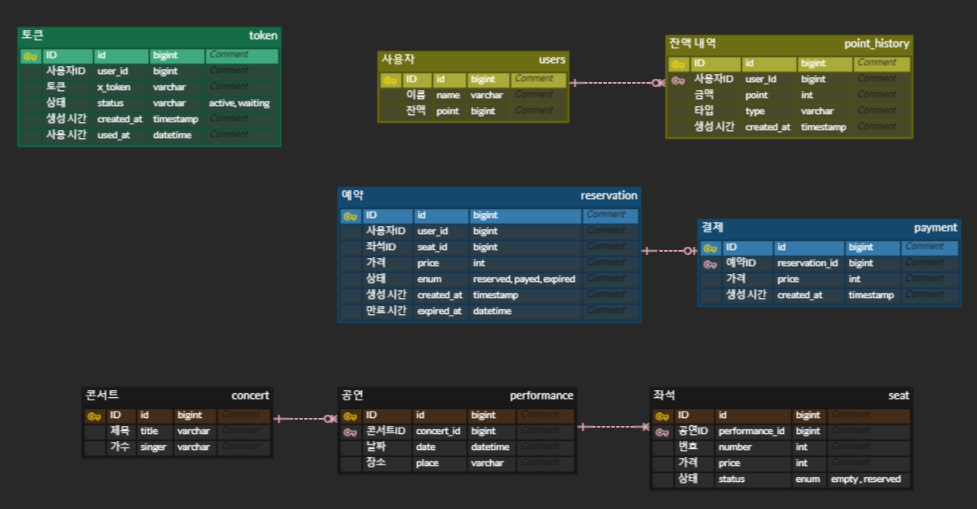 토큰 token
ID id bigint Comment
사용자ID user_id bigint Comment
토큰 x_token varchar Comment
상태 status varchar active, waiting
생성 시간 created_at timestamp Comment
사용 시간 used_at datetime Comment
사용자 users
ID id bigint Comment
이름 name varchar Comment
잔액 point bigint Comment
잔액 내역 point_history
ID id bigint Comment
사용자ID user_Id bigint Comment
금액 point int Comment
타입 type varchar Comment
생성 시간 created_at timestamp Comment
예약 reservation
ID id bigint Comment
사용자ID user_id bigint Comment
좌석ID seat_id bigint Comment
가격 price int Comment
상태 enum reserved, payed, expired Comment
생성 시간 created_at timestamp Comment
만료 시간 expired_at datetime Comment
결제 payment
ID id bigint Comment
예약ID reservation_id bigint Comment
가격 price int Comment
생성 시간 created_at timestamp Comment
콘서트 concert
ID id bigint Comment
제목 title varchar Comment
가수 singer varchar Comment
공연 performance
ID id bigint Comment
콘서트ID concert_id bigint Comment
날짜 date datetime Comment
장소 place varchar Comment
좌석 seat
ID id bigint Comment
공연ID performance_id bigint Comment
번호 number int Comment
가격 price int Comment
상태 status enum empty , reserved